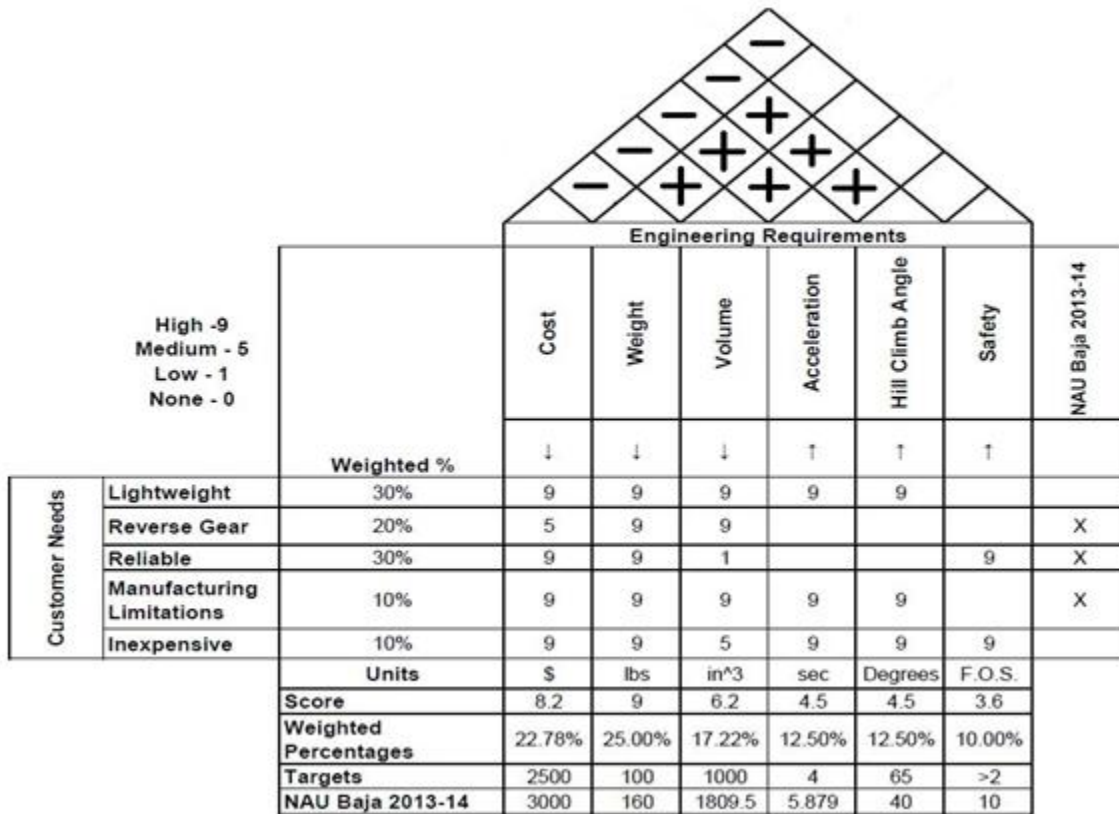 − 
−
− +
− + +
− + + +
Engineering Requirements
High -9
Medium - 5
Low - 1
None - 0
Weighted %
Cost
Weight
Volume
Acceleration
Hill Climb Angle
Safety
NAU Baja 2013-14
↓ ↓ ↓ ↑ ↑ ↑
Customer Needs
Lightweight 30% 9 9 9 9 9
Reverse Gear 20% 5 9 9 X
Reliable 30% 9 9 1 9 X
Manufacturing
Limitations 10% 9 9 9 9 9 X
Inexpensive 10% 9 9 5 9 9 9
Units $ lbs in^3 sec Degrees F.O.S.
Score 8.2 9 6.2 4.5 4.5 3.6
Weighted
Percentages 22.78% 25.00% 17.22% 12.50% 12.50% 10.00%
Targets 2500 100 1000 4 65 >2
NAU Baja 2013-14 3000 160 1809.5 5.879 40 10